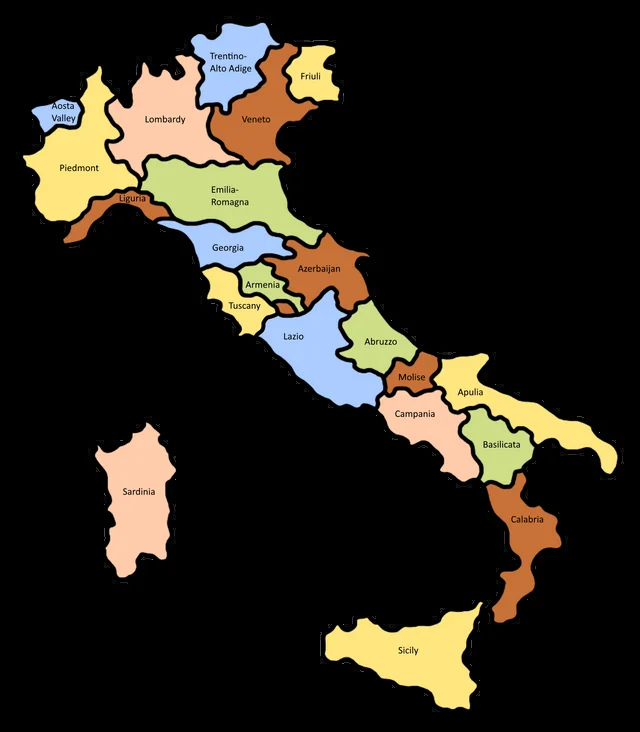 Trentino-
Alto Adige
Friuli
Aosta
Valley
Lombardy
Veneto
Piedmont
Emilia-
Romagna
Liguria
Georgia
Azerbaijan
Armenia
Tuscany
Lazio
Abruzzo
Molise
Apulia
Campania
Basilicata
Sardinia
Calabria
Sicily